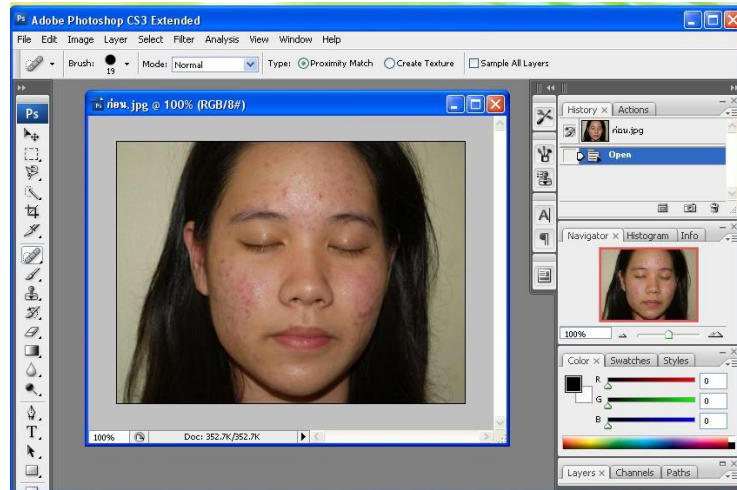 Ps Adobe Photoshop CS3 Extended
File Edit Image Layer Select Filter Analysis View Window Help
Brush: 19 Mode: Normal Type: Proximity Match Create Texture Sample All Layers
Ps
ก่อน.jpg @ 100% (RGB/8#)
100% Doc: 352.7K/352.7K
T
A
History × Actions
ก่อน.jpg
Open
Navigator × Histogram Info
100%
Color × Swatches Styles
R 0
G 0
B 0
Layers × Channels Paths